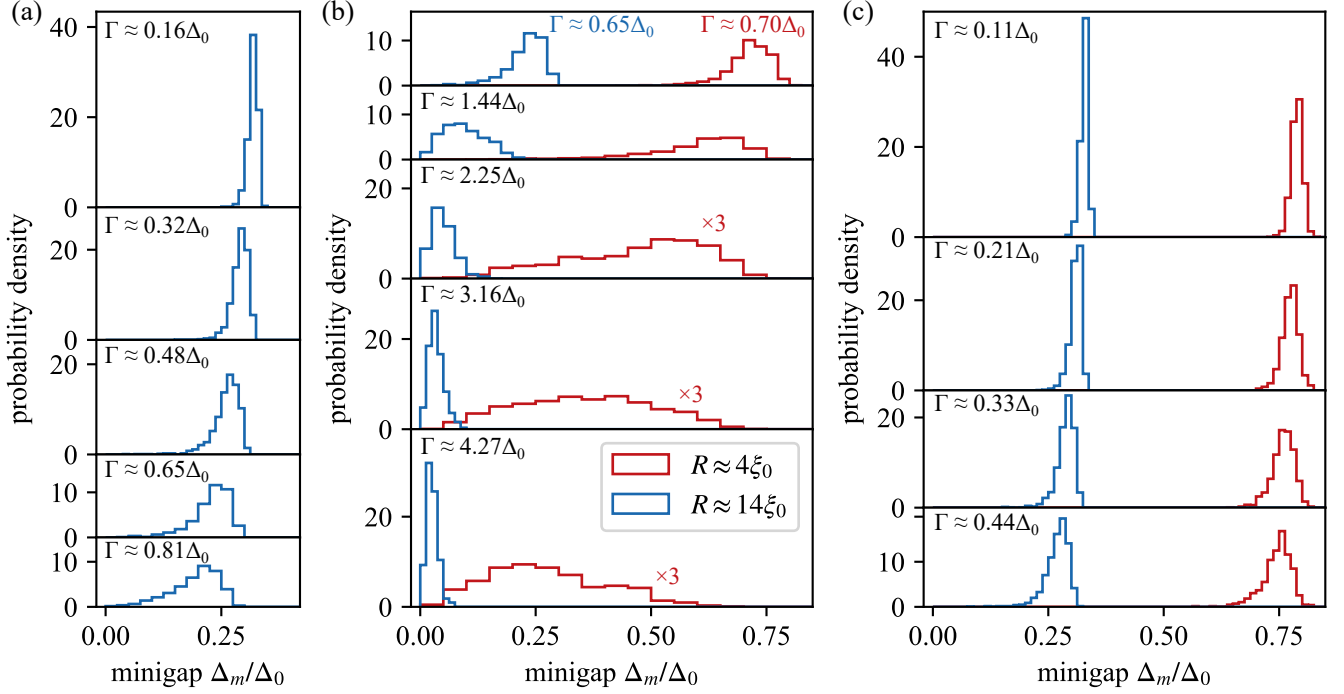 (a)
probability density
40
20
0
Γ ≈ 0.16Δ₀
20
0
Γ ≈ 0.32Δ₀
20
0
Γ ≈ 0.48Δ₀
10
0
Γ ≈ 0.65Δ₀
10
0
Γ ≈ 0.81Δ₀
0.00 0.25
minigap Δₘ/Δ₀
(b)
probability density
10
0
Γ ≈ 0.65Δ₀ Γ ≈ 0.70Δ₀
10
0
Γ ≈ 1.44Δ₀
20
0
Γ ≈ 2.25Δ₀
×3
20
0
Γ ≈ 3.16Δ₀
×3
20
0
Γ ≈ 4.27Δ₀
R ≈ 4ξ₀
R ≈ 14ξ₀
×3
0.00 0.25 0.50 0.75
minigap Δₘ/Δ₀
(c)
probability density
40
20
0
Γ ≈ 0.11Δ₀
20
0
Γ ≈ 0.21Δ₀
20
0
Γ ≈ 0.33Δ₀
20
0
Γ ≈ 0.44Δ₀
0.00 0.25 0.50 0.75
minigap Δₘ/Δ₀